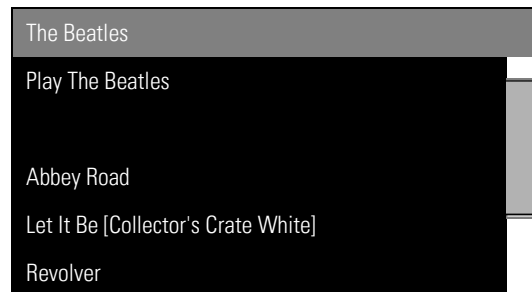 The Beatles
Play The Beatles
Abbey Road
Let It Be [Collector's Crate White]
Revolver